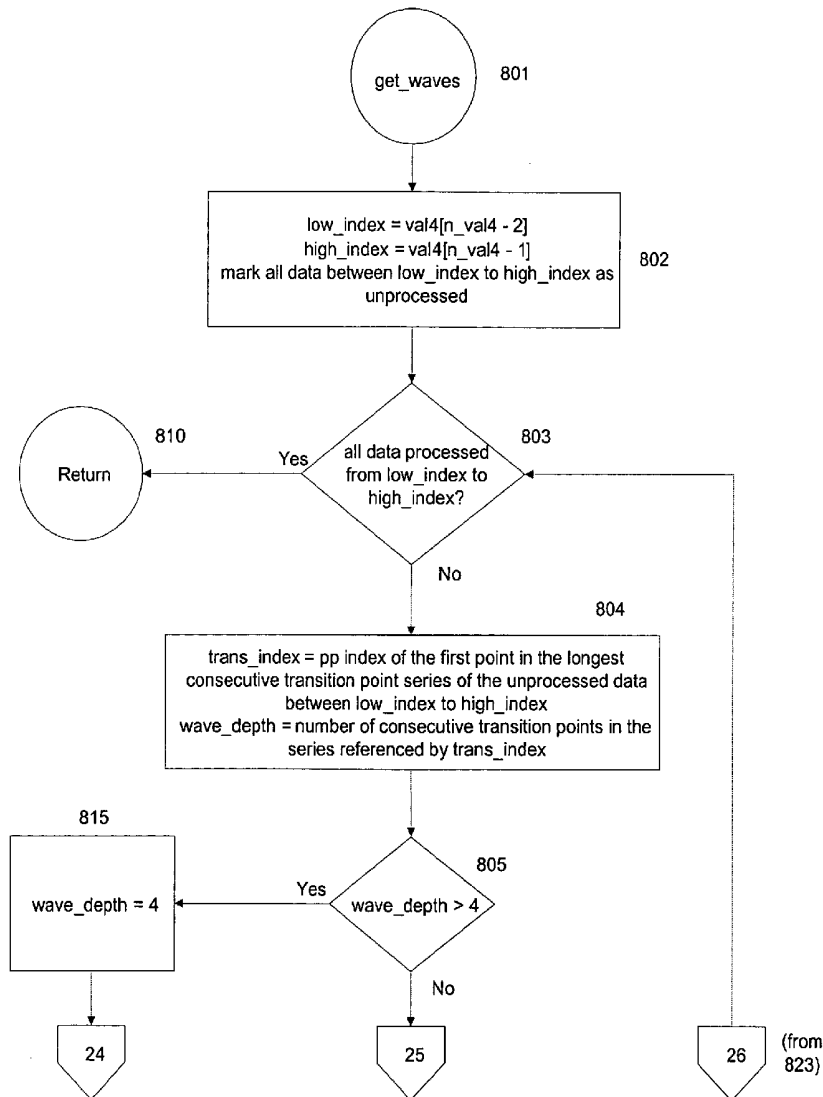 get_waves
801
low_index = val4[n_val4 - 2]
high_index = val4[n_val4 - 1]
mark all data between low_index to high_index as
unprocessed
802
810
803
Return
Yes
all data processed
from low_index to
high_index?
No
804
trans_index = pp index of the first point in the longest
consecutive transition point series of the unprocessed data
between low_index to high_index
wave_depth = number of consecutive transition points in the
series referenced by trans_index
815
805
wave_depth = 4
Yes
wave_depth > 4
No
24
25
26
(from
823)